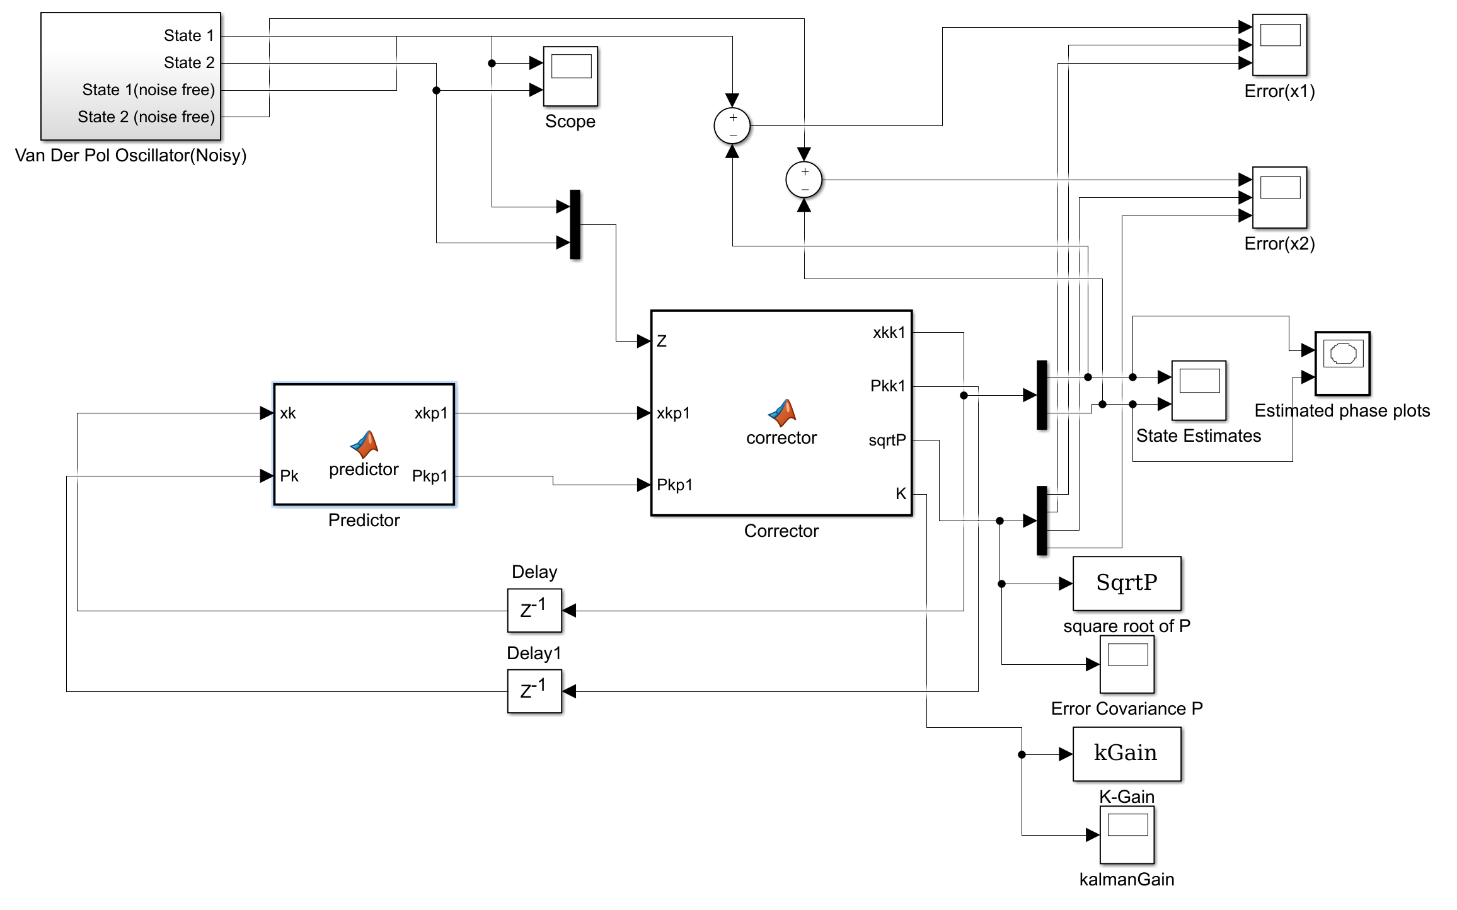 State 1
State 2
State 1(noise free)
State 2 (noise free)
Van Der Pol Oscillator(Noisy)
Scope
+
−
+
−
Error(x1)
Error(x2)
Z
xkp1
Pkp1
corrector
xkk1
Pkk1
sqrtP
K
Corrector
xk
Pk
predictor
xkp1
Pkp1
Predictor
State Estimates
Estimated phase plots
Delay
Z-1
Delay1
Z-1
SqrtP
square root of P
Error Covariance P
kGain
K-Gain
kalmanGain